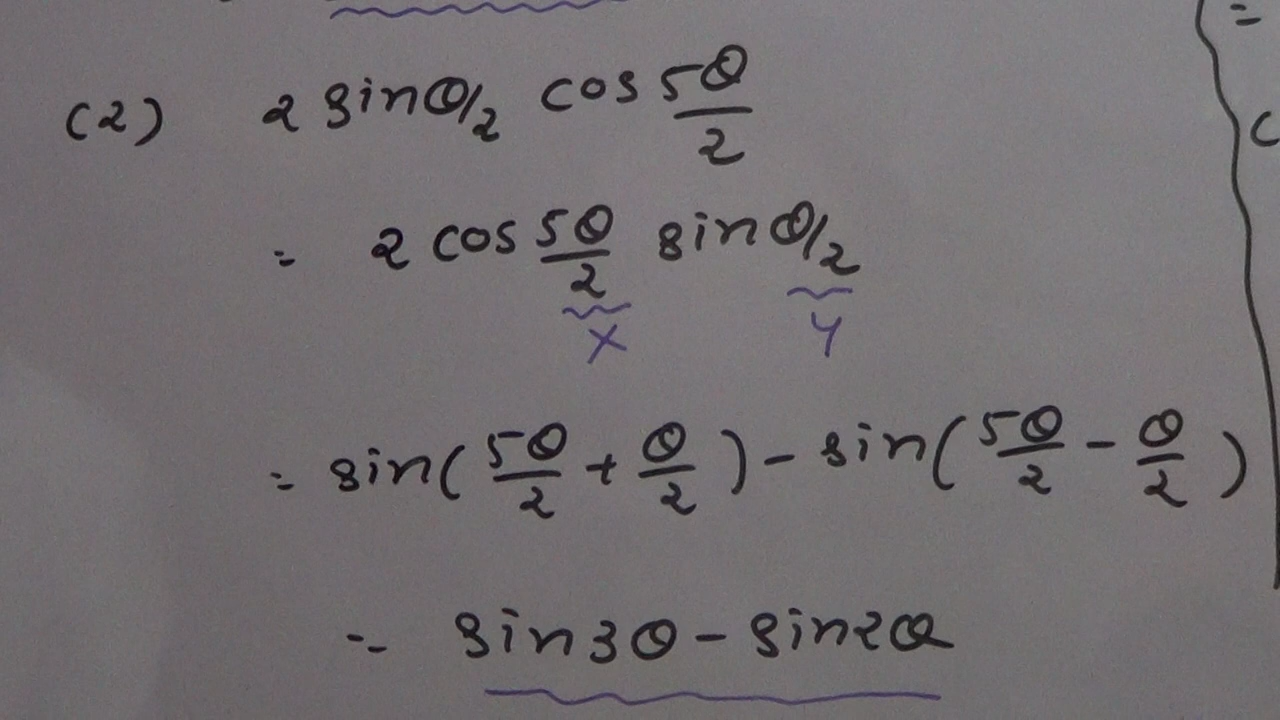 =
(2) 2 sinθ/2 cos 5θ/2
= 2 cos 5θ/2 sin θ/2
x y
= sin(5θ/2 + θ/2) - sin(5θ/2 - θ/2)
= sin3θ - sin2θ